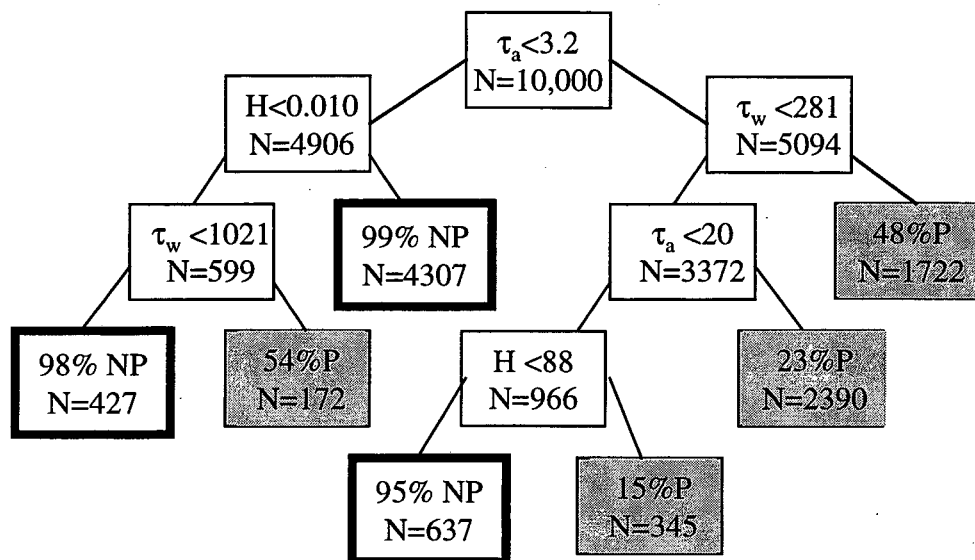 τa<3.2
N=10,000
H<0.010
N=4906
τw <281
N=5094
τw <1021
N=599
99% NP
N=4307
τa<20
N=3372
48%P
N=1722
98% NP
N=427
54%P
N=172
H <88
N=966
23%P
N=2390
95% NP
N=637
15%P
N=345